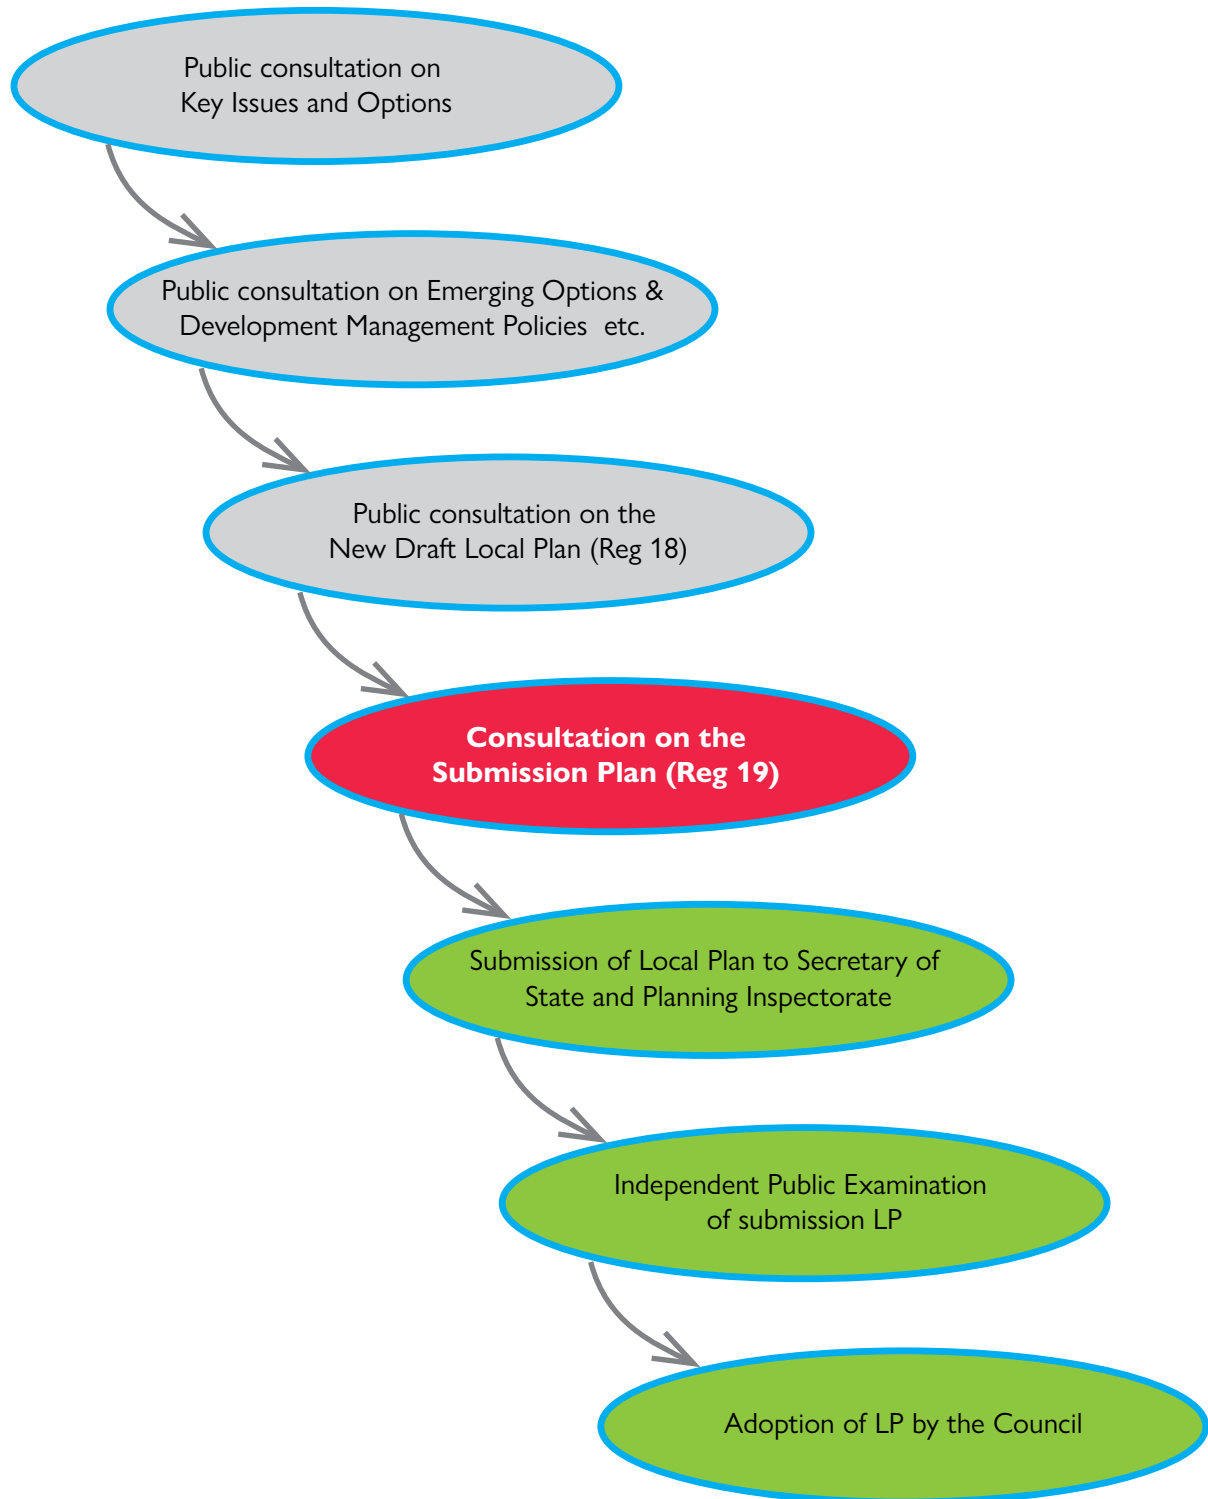 Public consultation on
Key Issues and Options
Public consultation on Emerging Options &
Development Management Policies etc.
Public consultation on the
New Draft Local Plan (Reg 18)
Consultation on the
Submission Plan (Reg 19)
Submission of Local Plan to Secretary of
State and Planning Inspectorate
Independent Public Examination
of submission LP
Adoption of LP by the Council